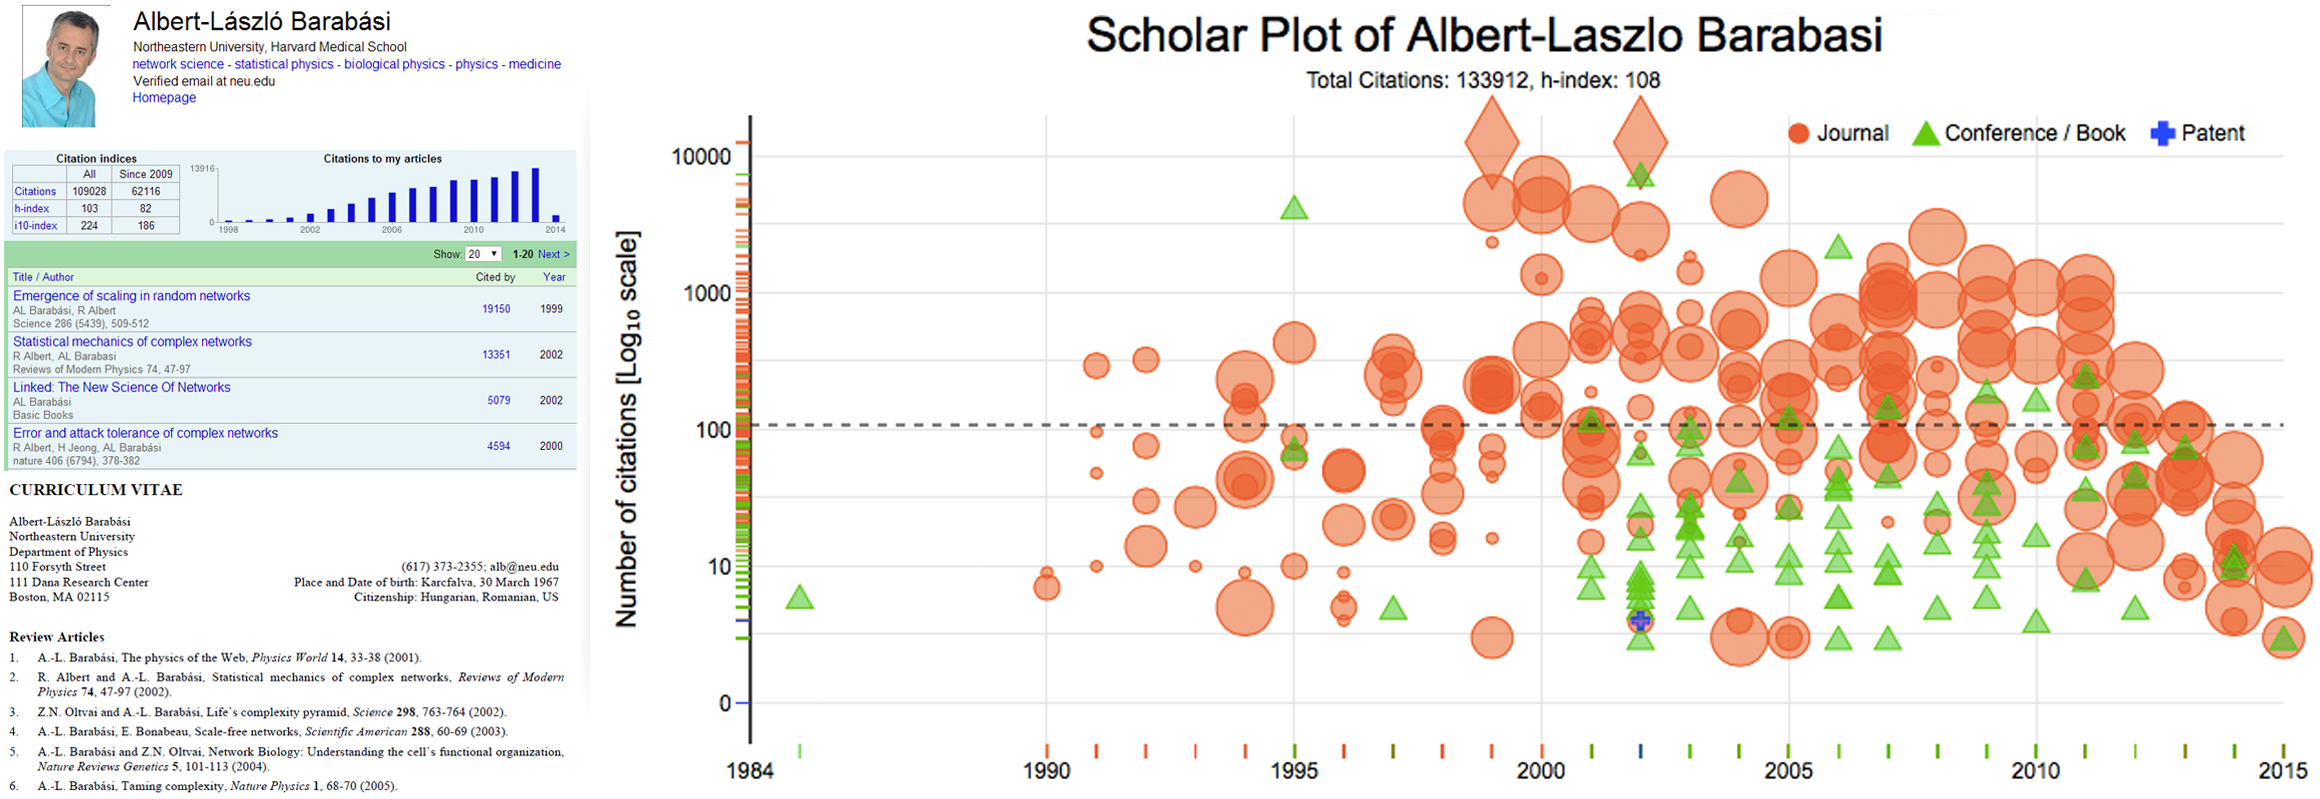 Albert-László Barabási
Northeastern University, Harvard Medical School
network science - statistical physics - biological physics - physics - medicine
Verified email at neu.edu
Homepage
Citation indices
All Since 2009
Citations 109028 62116
h-index 103 82
i10-index 224 186
Citations to my articles
13916
0
1998 2002 2006 2010 2014
Show: 20 1-20 Next >
Title / Author Cited by Year
Emergence of scaling in random networks
AL Barabási, R Albert
Science 286 (5439), 509-512
19150 1999
Statistical mechanics of complex networks
R Albert, AL Barabasi
Reviews of Modern Physics 74, 47-97
13351 2002
Linked: The New Science Of Networks
AL Barabási
Basic Books
5079 2002
Error and attack tolerance of complex networks
R Albert, H Jeong, AL Barabási
nature 406 (6794), 378-382
4594 2000
CURRICULUM VITAE
Albert-László Barabási
Northeastern University
Department of Physics
110 Forsyth Street (617) 373-2355; alb@neu.edu
111 Dana Research Center Place and Date of birth: Karcfalva, 30 March 1967
Boston, MA 02115 Citizenship: Hungarian, Romanian, US
Review Articles
1. A.-L. Barabási, The physics of the Web, Physics World 14, 33-38 (2001).
2. R. Albert and A.-L. Barabási, Statistical mechanics of complex networks, Reviews of Modern
Physics 74, 47-97 (2002).
3. Z.N. Oltvai and A.-L. Barabási, Life`s complexity pyramid, Science 298, 763-764 (2002).
4. A.-L. Barabási, E. Bonabeau, Scale-free networks, Scientific American 288, 60-69 (2003).
5. A.-L. Barabási and Z.N. Oltvai, Network Biology: Understanding the cell`s functional organization,
Nature Reviews Genetics 5, 101-113 (2004).
6. A.-L. Barabási, Taming complexity, Nature Physics 1, 68-70 (2005).
Scholar Plot of Albert-Laszlo Barabasi
Total Citations: 133912, h-index: 108
Journal Conference / Book Patent
Number of citations [Log₁₀ scale]
10000
1000
100
10
0
1984 1990 1995 2000 2005 2010 2015